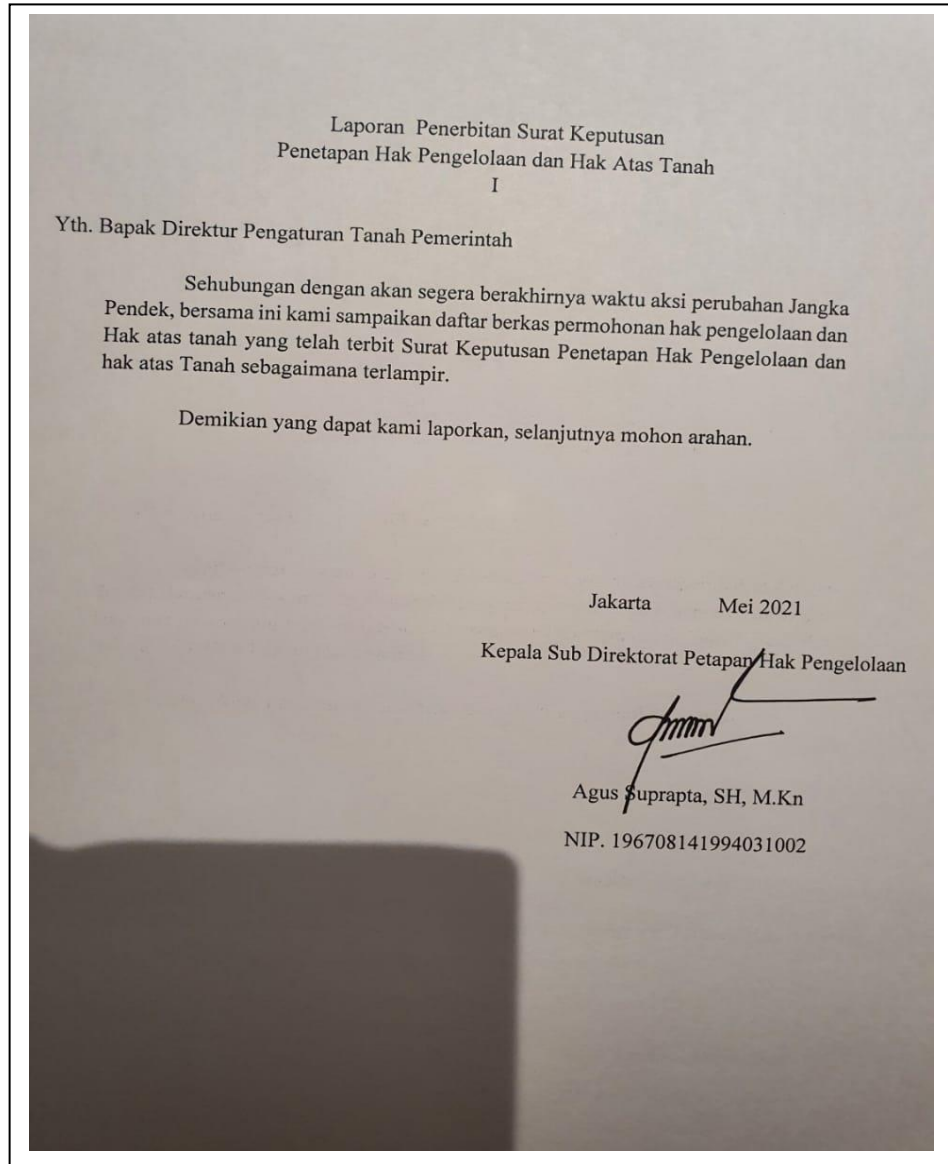 Laporan Penerbitan Surat Keputusan
Penetapan Hak Pengelolaan dan Hak Atas Tanah
I
Yth. Bapak Direktur Pengaturan Tanah Pemerintah
Sehubungan dengan akan segera berakhirnya waktu aksi perubahan Jangka
Pendek, bersama ini kami sampaikan daftar berkas permohonan hak pengelolaan dan
Hak atas tanah yang telah terbit Surat Keputusan Penetapan Hak Pengelolaan dan
hak atas Tanah sebagaimana terlampir.
Demikian yang dapat kami laporkan, selanjutnya mohon arahan.
Jakarta Mei 2021
Kepala Sub Direktorat Petapan Hak Pengelolaan
Agus Suprapta, SH, M.Kn
NIP. 196708141994031002